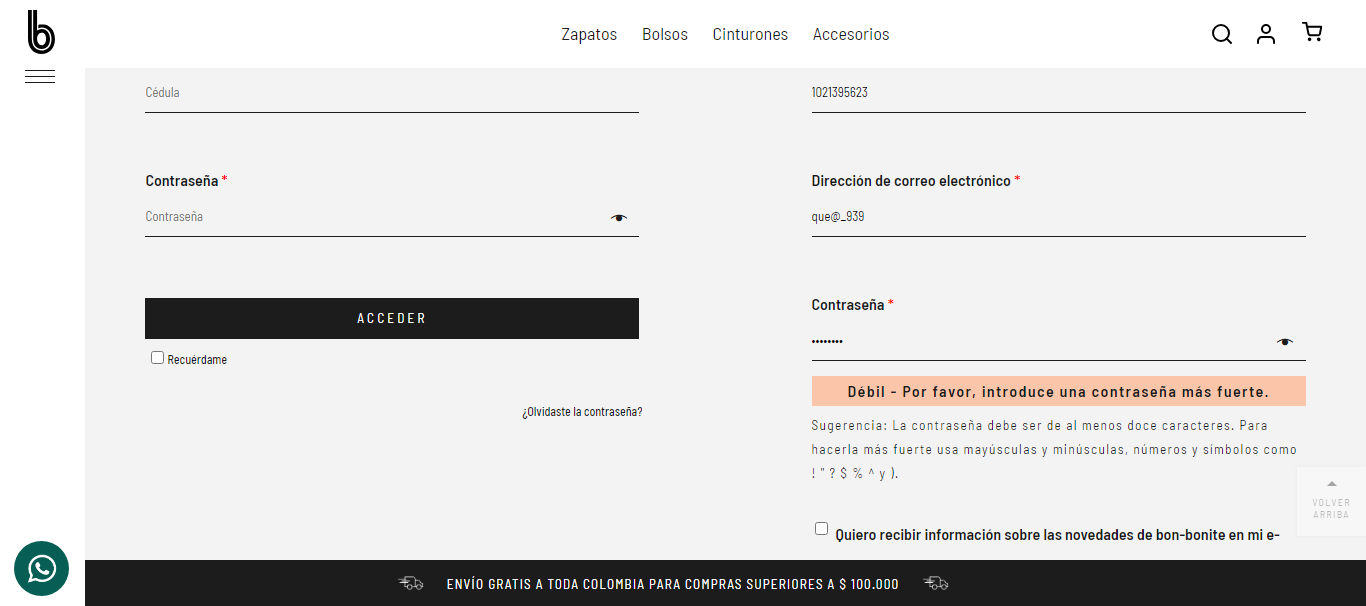 b
Zapatos Bolsos Cinturones Accesorios
Cédula
Contraseña *
Contraseña
ACCEDER
Recuérdame
¿Olvidaste la contraseña?
1021395623
Dirección de correo electrónico *
que@_939
Contraseña *
••••••••
Débil - Por favor, introduce una contraseña más fuerte.
Sugerencia: La contraseña debe ser de al menos doce caracteres. Para
hacerla más fuerte usa mayúsculas y minúsculas, números y símbolos como
! " ? $ % ^ y ).
Quiero recibir información sobre las novedades de bon-bonite en mi e-
VOLVER
ARRIBA
ENVÍO GRATIS A TODA COLOMBIA PARA COMPRAS SUPERIORES A $ 100.000